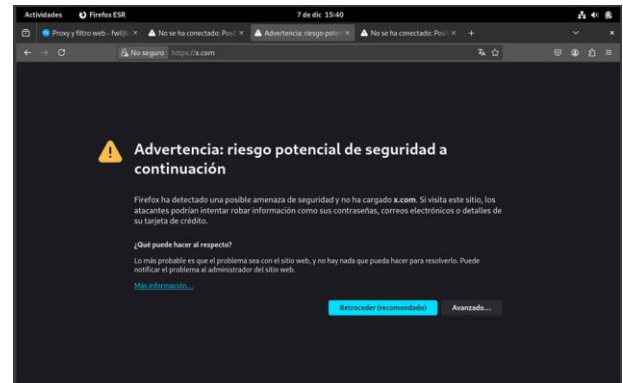 Actividades Firefox ESR 7 de dic 15:40
Proxy y filtro web - No se ha conectado: Advertencia: riesgo No se ha conectado:
No seguro https://x.com
Advertencia: riesgo potencial de seguridad a
continuación
Firefox ha detectado una posible amenaza de seguridad y no ha cargado x.com. Si visita este sitio, los
atacantes podrían intentar robar información como sus contraseñas, correos electrónicos o detalles de
su tarjeta de crédito.
¿Qué puede hacer al respecto?
Lo más probable es que el problema sea con el sitio web, y no hay nada que pueda hacer para resolverlo. Puede
notificar el problema al administrador del sitio web.
Más información...
Retroceder (recomendado) Avanzado...